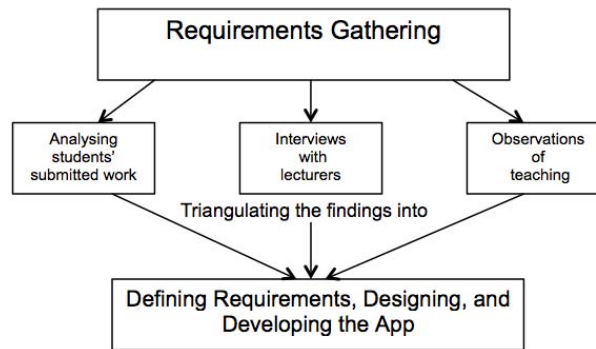 Requirements Gathering
Analysing
students'
submitted work
Interviews
with
lecturers
Observations
of
teaching
Triangulating the findings into
Defining Requirements, Designing, and
Developing the App